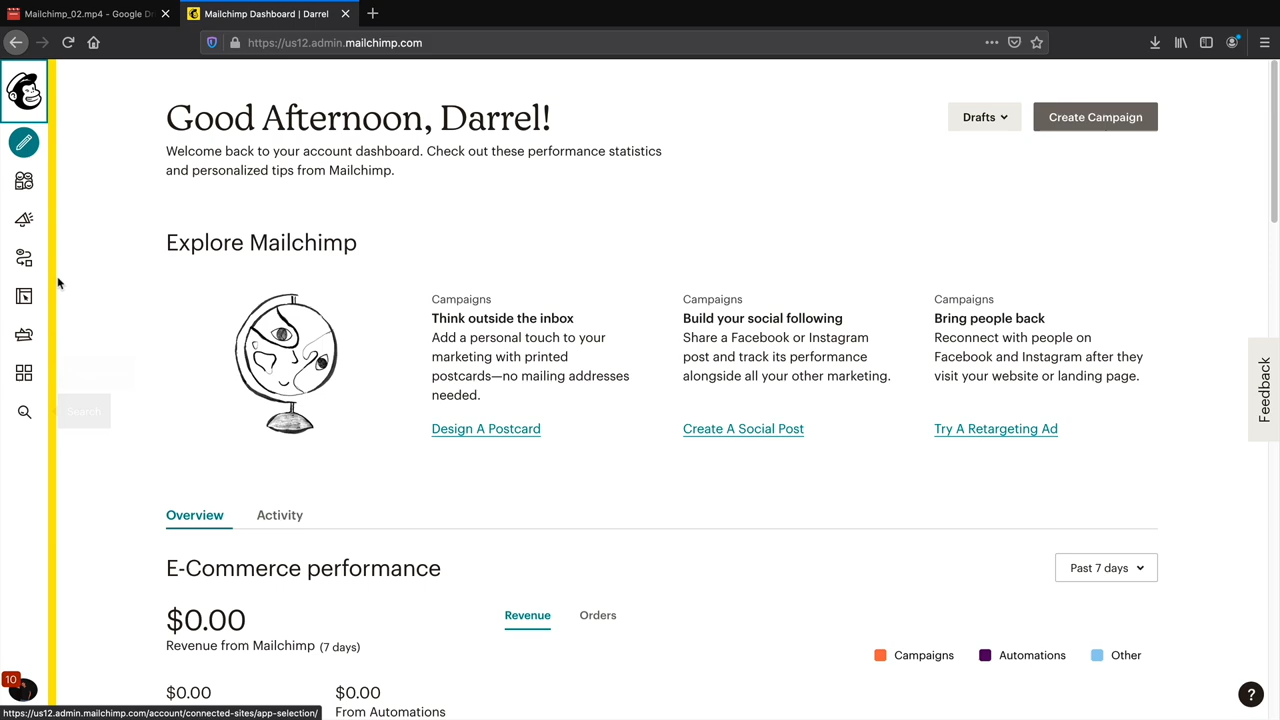 Mailchimp_02.mp4 - Google D
Mailchimp Dashboard | Darrel
https://us12.admin.mailchimp.com
Good Afternoon, Darrel!
Drafts
Create Campaign
Welcome back to your account dashboard. Check out these performance statistics
and personalized tips from Mailchimp.
Explore Mailchimp
Campaigns
Think outside the inbox
Add a personal touch to your
marketing with printed
postcards—no mailing addresses
needed.
Design A Postcard
Campaigns
Build your social following
Share a Facebook or Instagram
post and track its performance
alongside all your other marketing.
Create A Social Post
Campaigns
Bring people back
Reconnect with people on
Facebook and Instagram after they
visit your website or landing page.
Try A Retargeting Ad
Feedback
Search
Overview
Activity
E-Commerce performance
Past 7 days
$0.00
Revenue from Mailchimp (7 days)
Revenue
Orders
Campaigns
Automations
Other
$0.00
$0.00
From Automations
10
?
https://us12.admin.mailchimp.com/account/connected-sites/app-selection/